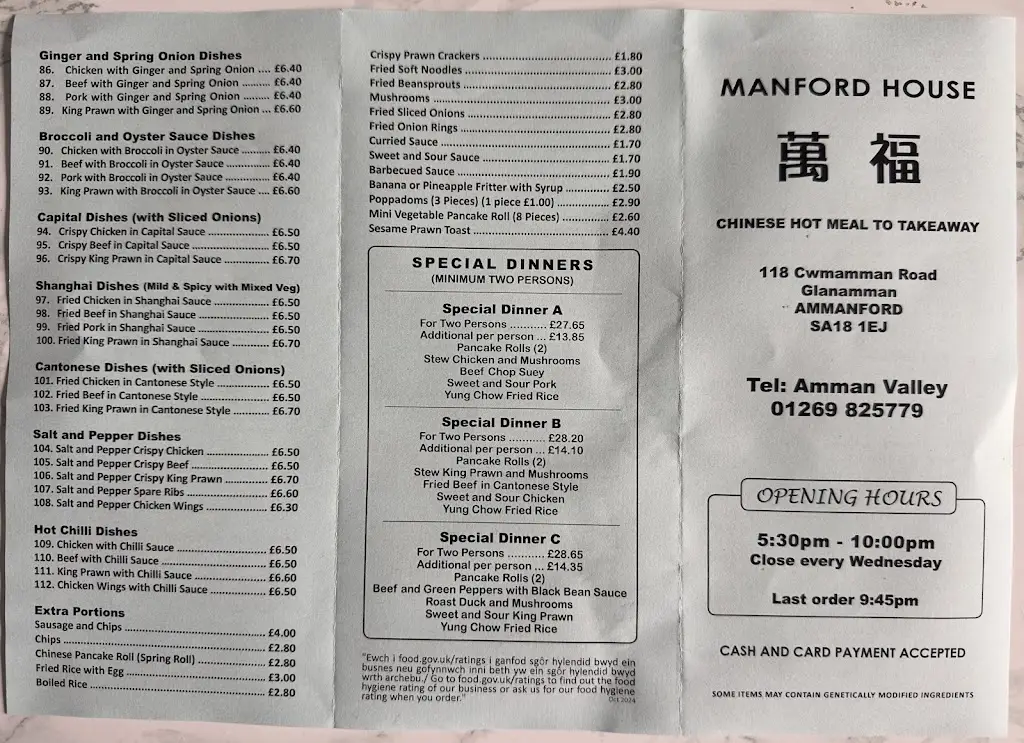 Ginger and Spring Onion Dishes
86. Chicken with Ginger and Spring Onion .... £6.40
87. Beef with Ginger and Spring Onion ......... £6.40
88. Pork with Ginger and Spring Onion ......... £6.40
89. King Prawn with Ginger and Spring Onion ... £6.60
Broccoli and Oyster Sauce Dishes
90. Chicken with Broccoli in Oyster Sauce ......... £6.40
91. Beef with Broccoli in Oyster Sauce ............. £6.40
92. Pork with Broccoli in Oyster Sauce ............. £6.40
93. King Prawn with Broccoli in Oyster Sauce .... £6.60
Capital Dishes (with Sliced Onions)
94. Crispy Chicken in Capital Sauce ............... £6.50
95. Crispy Beef in Capital Sauce .................... £6.50
96. Crispy King Prawn in Capital Sauce ............ £6.70
Shanghai Dishes (Mild & Spicy with Mixed Veg)
97. Fried Chicken in Shanghai Sauce ............... £6.50
98. Fried Beef in Shanghai Sauce .................... £6.50
99. Fried Pork in Shanghai Sauce .................... £6.50
100. Fried King Prawn in Shanghai Sauce ........... £6.70
Cantonese Dishes (with Sliced Onions)
101. Fried Chicken in Cantonese Style ............... £6.50
102. Fried Beef in Cantonese Style .................... £6.50
103. Fried King Prawn in Cantonese Style ........... £6.70
Salt and Pepper Dishes
104. Salt and Pepper Crispy Chicken .................. £6.50
105. Salt and Pepper Crispy Beef ...................... £6.50
106. Salt and Pepper Crispy King Prawn ............. £6.70
107. Salt and Pepper Spare Ribs ....................... £6.60
108. Salt and Pepper Chicken Wings .................. £6.30
Hot Chilli Dishes
109. Chicken with Chilli Sauce .......................... £6.50
110. Beef with Chilli Sauce ............................... £6.50
111. King Prawn with Chilli Sauce ...................... £6.60
112. Chicken Wings with Chilli Sauce ................. £6.50
Extra Portions
Sausage and Chips ........................................ £4.00
Chips ........................................................... £2.80
Chinese Pancake Roll (Spring Roll) .................... £2.80
Fried Rice with Egg ........................................ £3.00
Boiled Rice ................................................... £2.80
Crispy Prawn Crackers .................................... £1.80
Fried Soft Noodles ......................................... £3.00
Fried Beansprouts .......................................... £2.80
Mushrooms ................................................... £3.00
Fried Sliced Onions ........................................ £2.80
Fried Onion Rings .......................................... £2.80
Curried Sauce ............................................... £1.70
Sweet and Sour Sauce ..................................... £1.70
Barbecued Sauce ........................................... £1.90
Banana or Pineapple Fritter with Syrup ............. £2.50
Poppadoms (3 Pieces) (1 piece £1.00) ............... £2.90
Mini Vegetable Pancake Roll (8 Pieces) .............. £2.60
Sesame Prawn Toast ....................................... £4.40
SPECIAL DINNERS
(MINIMUM TWO PERSONS)
Special Dinner A
For Two Persons ........... £27.65
Additional per person ... £13.85
Pancake Rolls (2)
Stew Chicken and Mushrooms
Beef Chop Suey
Sweet and Sour Pork
Yung Chow Fried Rice
Special Dinner B
For Two Persons ........... £28.20
Additional per person ... £14.10
Pancake Rolls (2)
Stew King Prawn and Mushrooms
Fried Beef in Cantonese Style
Sweet and Sour Chicken
Yung Chow Fried Rice
Special Dinner C
For Two Persons ........... £28.65
Additional per person ... £14.35
Pancake Rolls (2)
Beef and Green Peppers with Black Bean Sauce
Roast Duck and Mushrooms
Sweet and Sour King Prawn
Yung Chow Fried Rice
"Ewch i food.gov.uk/ratings i ganfod sgôr hylendid bwyd ein
busnes neu gofynnwch inni beth yw ein sgôr hylendid bwyd
wrth archebu./ Go to food.gov.uk/ratings to find out the food
hygiene rating of our business or ask us for our food hygiene
rating when you order."
Oct 2024
MANFORD HOUSE
萬 福
CHINESE HOT MEAL TO TAKEAWAY
118 Cwmamman Road
Glanamman
AMMANFORD
SA18 1EJ
Tel: Amman Valley
01269 825779
OPENING HOURS
5:30pm - 10:00pm
Close every Wednesday
Last order 9:45pm
CASH AND CARD PAYMENT ACCEPTED
SOME ITEMS MAY CONTAIN GENETICALLY MODIFIED INGREDIENTS